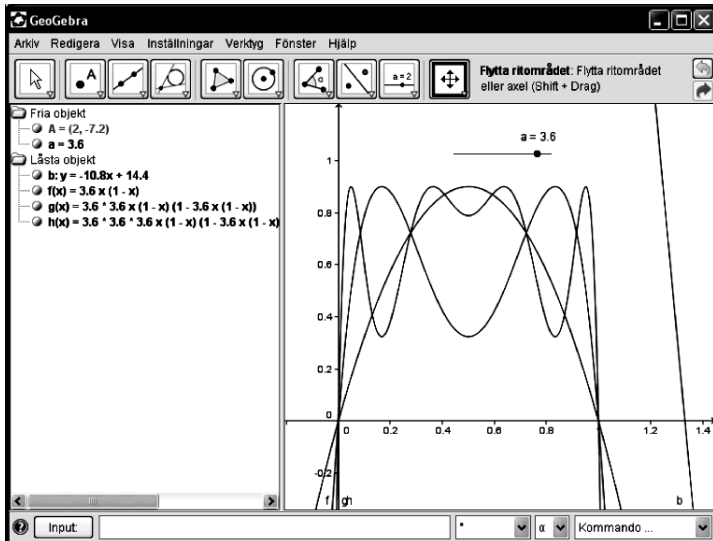 GeoGebra
Arkiv Redigera Visa Inställningar Verktyg Fönster Hjälp
A
α
a=2
Flytta ritområdet: Flytta ritområdet
eller axel (Shift + Drag)
Fria objekt
A = (2, -7.2)
a = 3.6
Låsta objekt
b: y = -10.8x + 14.4
f(x) = 3.6 x (1 - x)
g(x) = 3.6 * 3.6 x (1 - x) (1 - 3.6 x (1 - x))
h(x) = 3.6 * 3.6 * 3.6 x (1 - x) (1 - 3.6 x (1 - x)
a = 3.6
1
0.8
0.6
0.4
0.2
0
0 0.2 0.4 0.6 0.8 1 1.2 1.4
-0.2
f gh b
Input:
° α Kommando ...